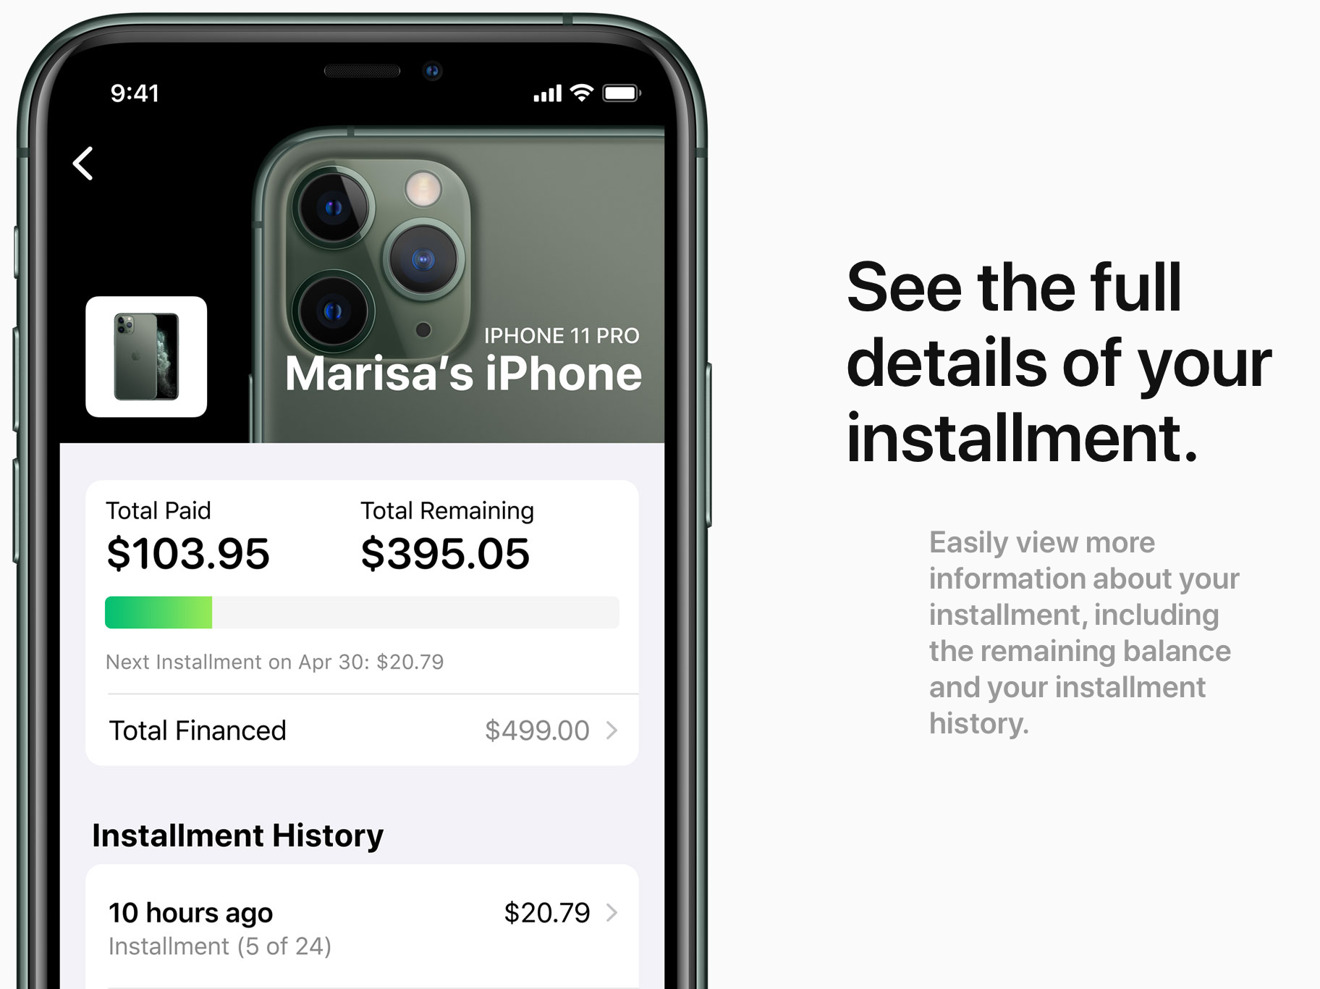 9:41
IPHONE 11 PRO
Marisa’s iPhone
Total Paid
$103.95
Total Remaining
$395.05
Next Installment on Apr 30: $20.79
Total Financed
$499.00
Installment History
10 hours ago
$20.79
Installment (5 of 24)
See the full
details of your
installment.
Easily view more
information about your
installment, including
the remaining balance
and your installment
history.